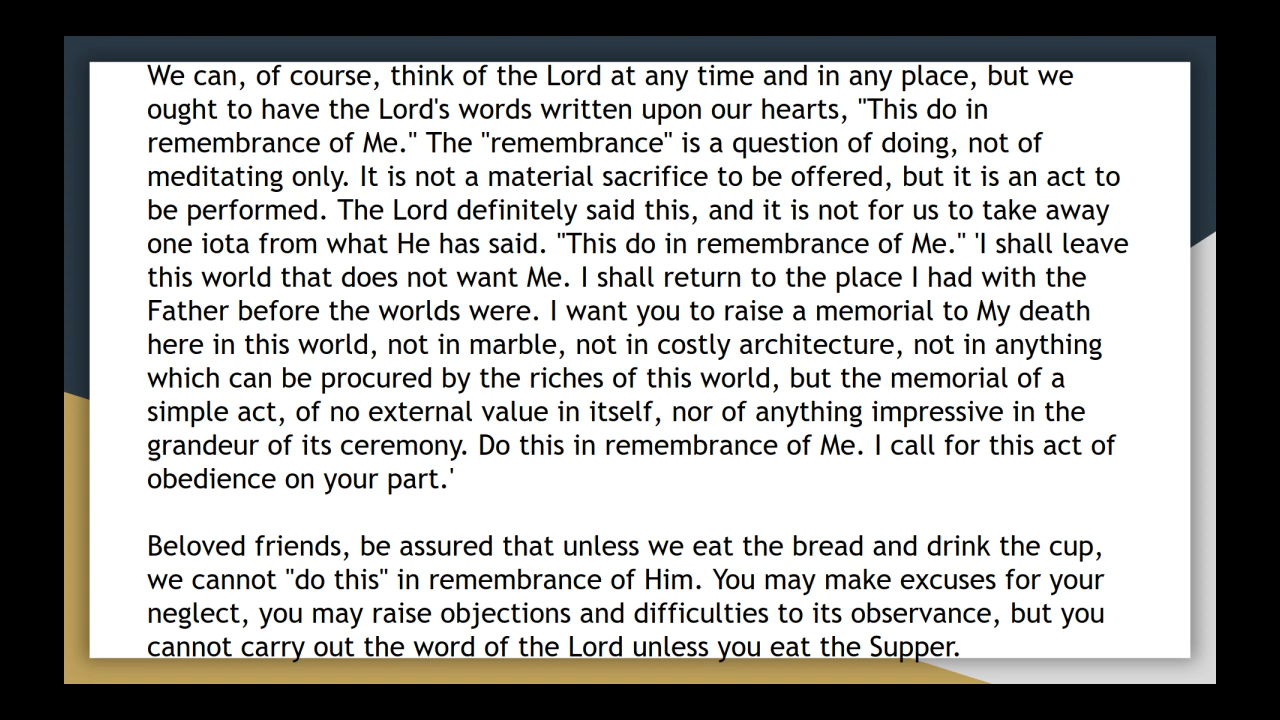 We can, of course, think of the Lord at any time and in any place, but we
ought to have the Lord's words written upon our hearts, "This do in
remembrance of Me." The "remembrance" is a question of doing, not of
meditating only. It is not a material sacrifice to be offered, but it is an act to
be performed. The Lord definitely said this, and it is not for us to take away
one iota from what He has said. "This do in remembrance of Me." 'I shall leave
this world that does not want Me. I shall return to the place I had with the
Father before the worlds were. I want you to raise a memorial to My death
here in this world, not in marble, not in costly architecture, not in anything
which can be procured by the riches of this world, but the memorial of a
simple act, of no external value in itself, nor of anything impressive in the
grandeur of its ceremony. Do this in remembrance of Me. I call for this act of
obedience on your part.'
Beloved friends, be assured that unless we eat the bread and drink the cup,
we cannot "do this" in remembrance of Him. You may make excuses for your
neglect, you may raise objections and difficulties to its observance, but you
cannot carry out the word of the Lord unless you eat the Supper.